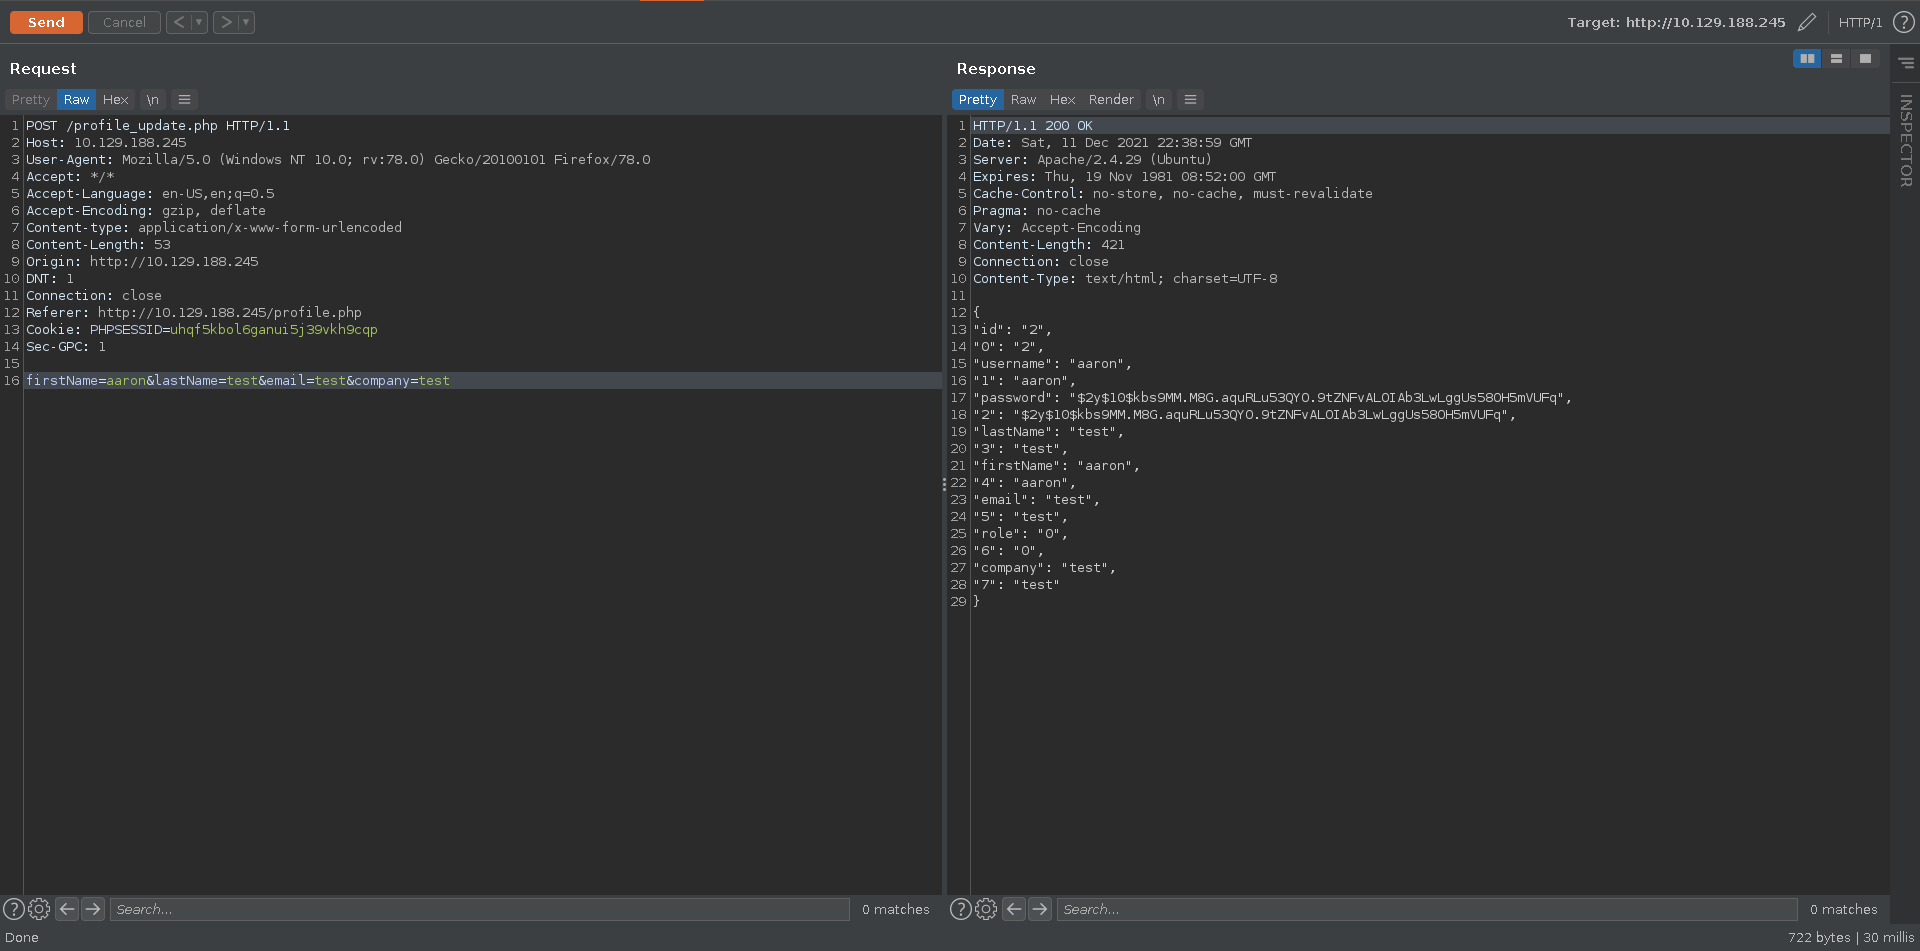 Send Cancel < ▾ > ▾ Target: http://10.129.188.245 HTTP/1 ?
Request
Pretty Raw Hex \n
1 POST /profile_update.php HTTP/1.1
2 Host: 10.129.188.245
3 User-Agent: Mozilla/5.0 (Windows NT 10.0; rv:78.0) Gecko/20100101 Firefox/78.0
4 Accept: */*
5 Accept-Language: en-US,en;q=0.5
6 Accept-Encoding: gzip, deflate
7 Content-type: application/x-www-form-urlencoded
8 Content-Length: 53
9 Origin: http://10.129.188.245
10 DNT: 1
11 Connection: close
12 Referer: http://10.129.188.245/profile.php
13 Cookie: PHPSESSID=uhqf5kbol6ganui5j39vkh9cqp
14 Sec-GPC: 1
15
16 firstName=aaron&lastName=test&email=test&company=test
? Search... 0 matches
Response
Pretty Raw Hex Render \n
1 HTTP/1.1 200 OK
2 Date: Sat, 11 Dec 2021 22:38:59 GMT
3 Server: Apache/2.4.29 (Ubuntu)
4 Expires: Thu, 19 Nov 1981 08:52:00 GMT
5 Cache-Control: no-store, no-cache, must-revalidate
6 Pragma: no-cache
7 Vary: Accept-Encoding
8 Content-Length: 421
9 Connection: close
10 Content-Type: text/html; charset=UTF-8
11
12 {
13 "id": "2",
14 "0": "2",
15 "username": "aaron",
16 "1": "aaron",
17 "password": "$2y$10$kbs9MM.M8G.aquRLu53QYO.9tZNFvALOIAb3LwLggUs58OH5mVUFq",
18 "2": "$2y$10$kbs9MM.M8G.aquRLu53QYO.9tZNFvALOIAb3LwLggUs58OH5mVUFq",
19 "lastName": "test",
20 "3": "test",
21 "firstName": "aaron",
22 "4": "aaron",
23 "email": "test",
24 "5": "test",
25 "role": "0",
26 "6": "0",
27 "company": "test",
28 "7": "test"
29 }
? Search... 0 matches
INSPECTOR
Done 722 bytes | 30 millis